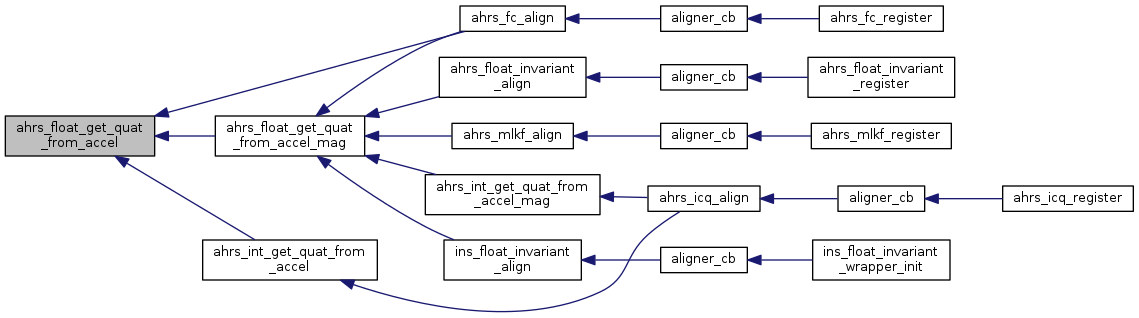 ahrs_fc_align
aligner_cb
ahrs_fc_register
ahrs_float_invariant
_align
aligner_cb
ahrs_float_invariant
_register
ahrs_float_get_quat
_from_accel
ahrs_float_get_quat
_from_accel_mag
ahrs_mlkf_align
aligner_cb
ahrs_mlkf_register
ahrs_int_get_quat_from
_accel_mag
ahrs_icq_align
aligner_cb
ahrs_icq_register
ahrs_int_get_quat_from
_accel
ins_float_invariant
_align
aligner_cb
ins_float_invariant
_wrapper_init